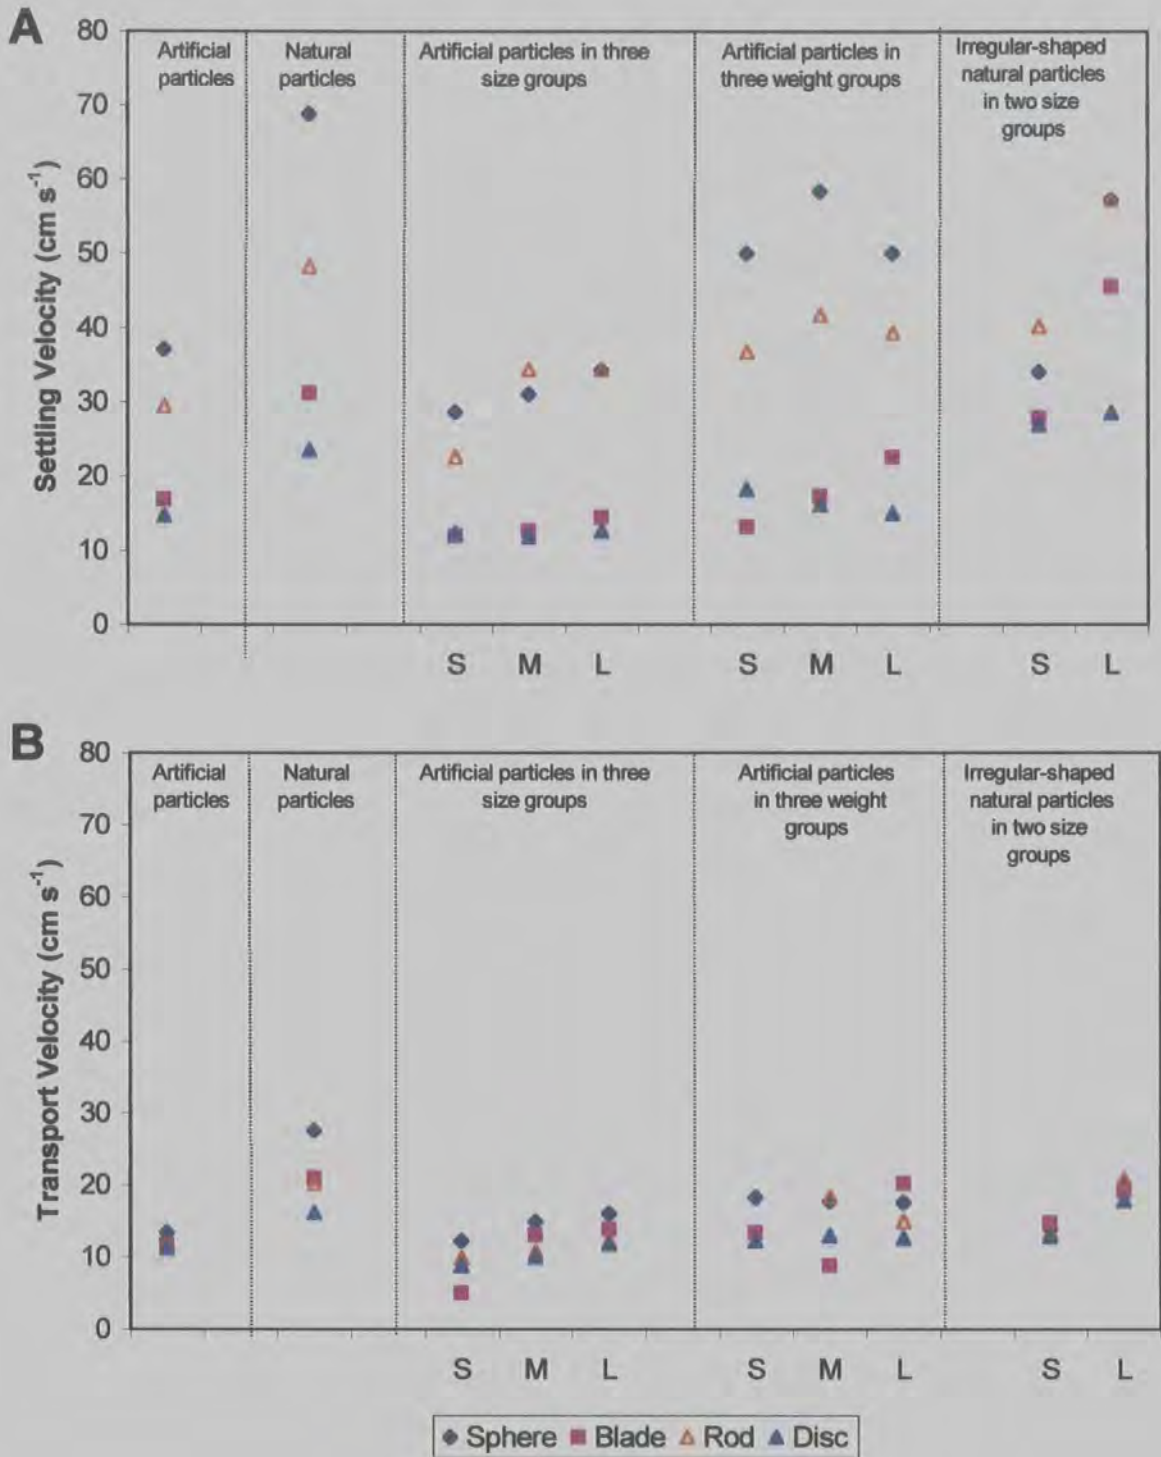 A
80
70
60
50
40
30
20
10
0
Settling Velocity (cm s⁻¹)
Artificial
particles
Natural
particles
Artificial particles in three
size groups
Artificial particles in
three weight groups
Irregular-shaped
natural particles
in two size
groups
S M L S M L S L
B
80
70
60
50
40
30
20
10
0
Transport Velocity (cm s⁻¹)
Artificial
particles
Natural
particles
Artificial particles in three
size groups
Artificial particles
in three weight
groups
Irregular-shaped
natural particles
in two size
groups
S M L S M L S L
Sphere Blade Rod Disc